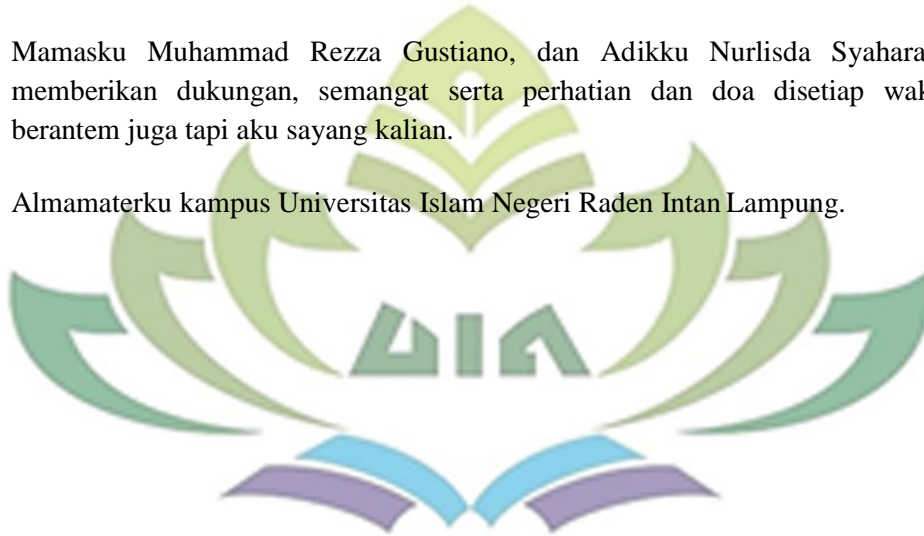 Mamasku Muhammad Rezza Gustiano, dan Adikku Nurlisda Syahara
memberikan dukungan, semangat serta perhatian dan doa disetiap
berantem juga tapi aku sayang kalian.
Almamaterku kampus Universitas Islam Negeri Raden Intan Lampung.
UIN